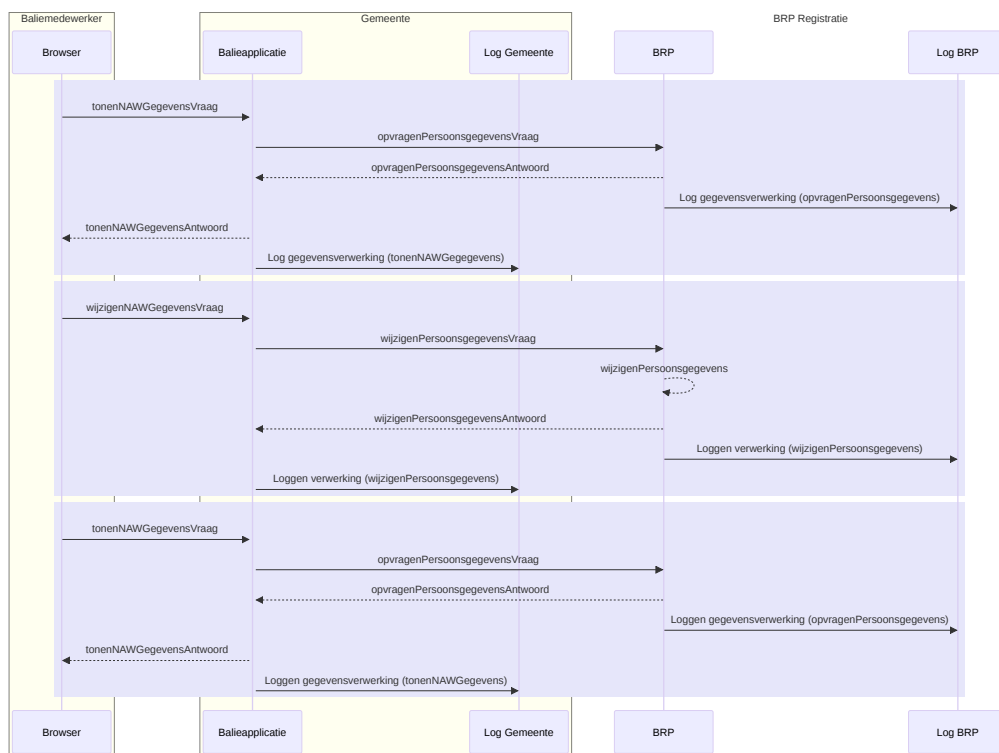 Baliemedewerker
Gemeente
BRP Registratie
Browser
Balieapplicatie
Log Gemeente
BRP
Log BRP
tonenNAWGegevensVraag
opvragenPersoonsgegevensVraag
opvragenPersoonsgegevensAntwoord
Log gegevensverwerking (opvragenPersoonsgegevens)
tonenNAWGegevensAntwoord
Log gegevensverwerking (tonenNAWGegegevens)
wijzigenNAWGegevensVraag
wijzigenPersoonsgegevensVraag
wijzigenPersoonsgegevens
wijzigenPersoonsgegevensAntwoord
Loggen verwerking (wijzigenPersoonsgegevens)
Loggen verwerking (wijzigenPersoonsgegevens)
tonenNAWGegevensVraag
opvragenPersoonsgegevensVraag
opvragenPersoonsgegevensAntwoord
Loggen gegevensverwerking (opvragenPersoonsgegevens)
tonenNAWGegevensAntwoord
Loggen gegevensverwerking (tonenNAWGegevens)
Browser
Balieapplicatie
Log Gemeente
BRP
Log BRP